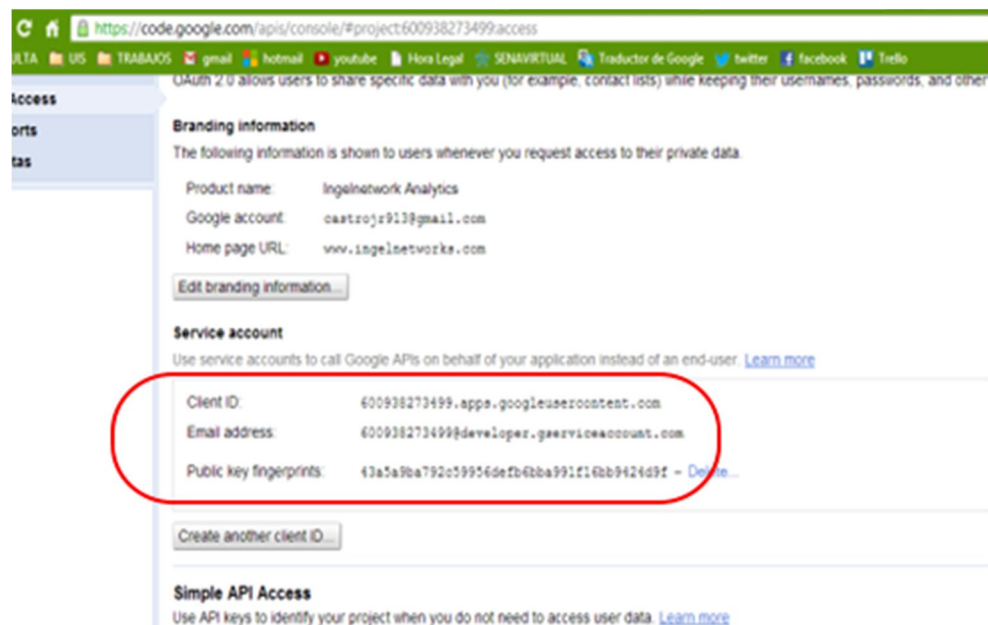 https://code.google.com/apis/console/#project:600938273499:access
ULTA UIS TRABAJOS gmail hotmail youtube Hora Legal SENAVIRTUAL Traductor de Google twitter facebook Trello
OAuth 2.0 allows users to share specific data with you (for example, contact lists) while keeping their usernames, passwords, and other
Access
orts
tas
Branding information
The following information is shown to users whenever you request access to their private data.
Product name: Ingelnetwork Analytics
Google account: castrojr913@gmail.com
Home page URL: www.ingelnetworks.com
Edit branding information...
Service account
Use service accounts to call Google APIs on behalf of your application instead of an end-user. Learn more
Client ID: 600938273499.apps.googleusercontent.com
Email address: 600938273499@developer.gserviceaccount.com
Public key fingerprints: 43a5a9ba792c59956defb6bba991f16bb9424d9f - Delete...
Create another client ID...
Simple API Access
Use API keys to identify your project when you do not need to access user data. Learn more